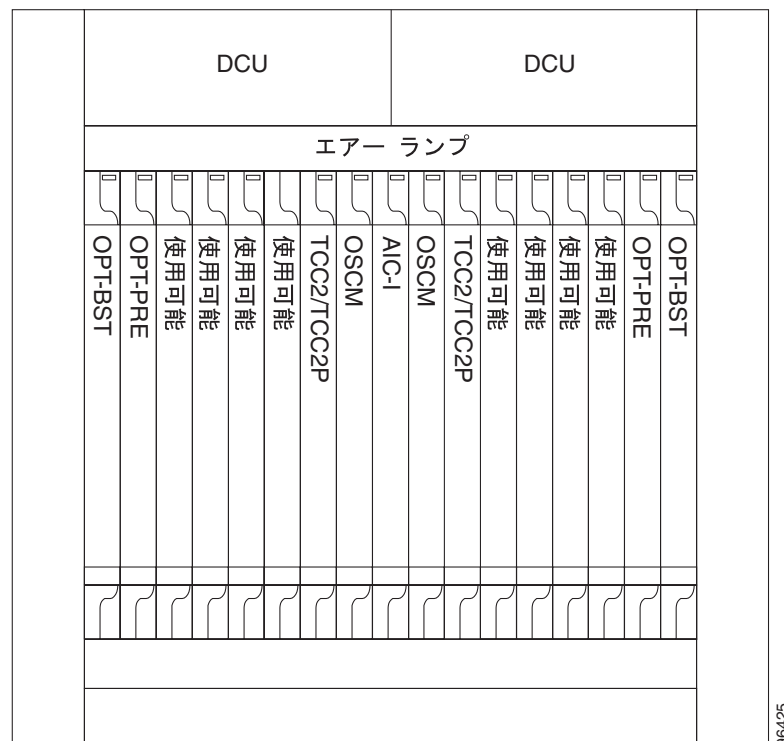 DCU
DCU
エアー ランプ
OPT-BST
OPT-PRE
使用可能
使用可能
使用可能
使用可能
TCC2/TCC2P
OSCM
AIC-I
OSCM
TCC2/TCC2P
使用可能
使用可能
使用可能
使用可能
OPT-PRE
OPT-BST